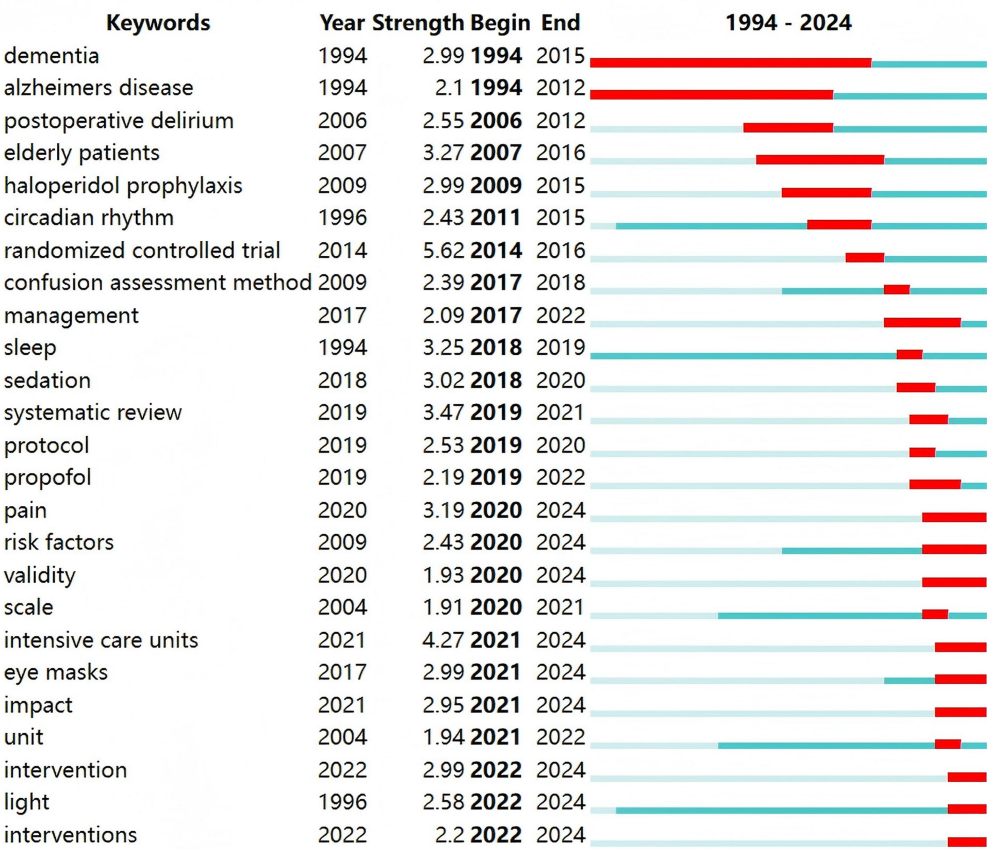 Keywords Year Strength Begin End 1994 - 2024
dementia 1994 2.99 1994 2015
alzheimers disease 1994 2.1 1994 2012
postoperative delirium 2006 2.55 2006 2012
elderly patients 2007 3.27 2007 2016
haloperidol prophylaxis 2009 2.99 2009 2015
circadian rhythm 1996 2.43 2011 2015
randomized controlled trial 2014 5.62 2014 2016
confusion assessment method 2009 2.39 2017 2018
management 2017 2.09 2017 2022
sleep 1994 3.25 2018 2019
sedation 2018 3.02 2018 2020
systematic review 2019 3.47 2019 2021
protocol 2019 2.53 2019 2020
propofol 2019 2.19 2019 2022
pain 2020 3.19 2020 2024
risk factors 2009 2.43 2020 2024
validity 2020 1.93 2020 2024
scale 2004 1.91 2020 2021
intensive care units 2021 4.27 2021 2024
eye masks 2017 2.99 2021 2024
impact 2021 2.95 2021 2024
unit 2004 1.94 2021 2022
intervention 2022 2.99 2022 2024
light 1996 2.58 2022 2024
interventions 2022 2.2 2022 2024